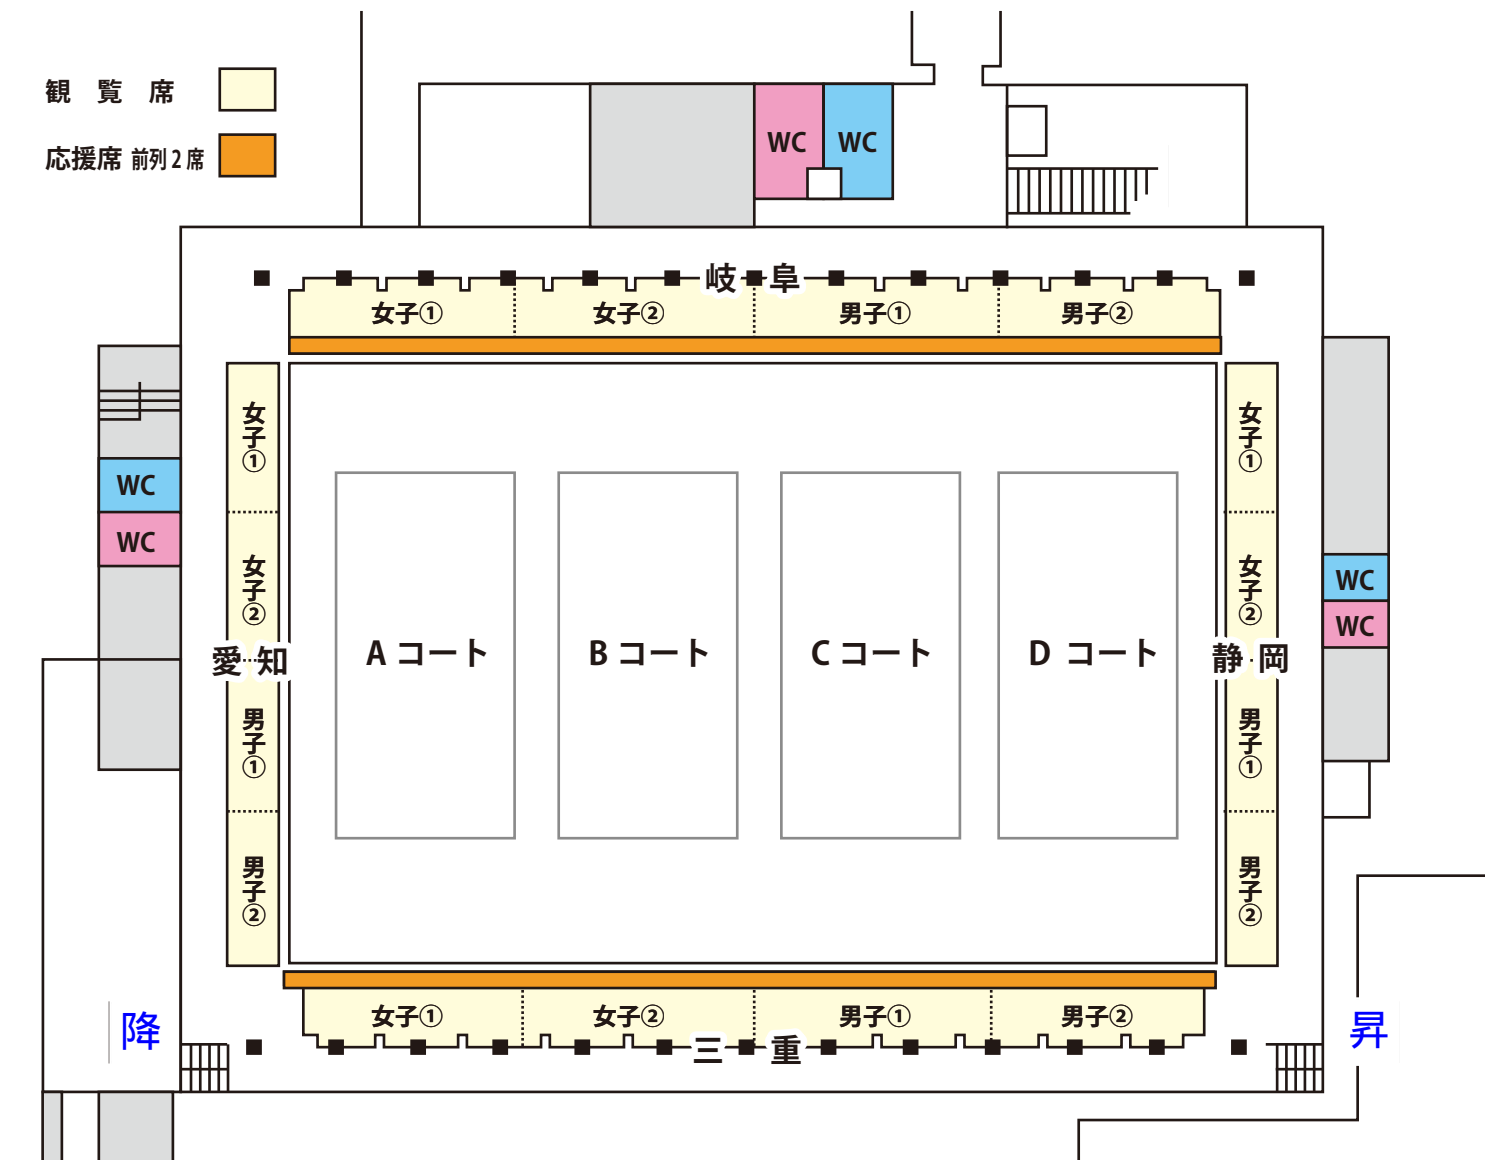 観 覧 席
応援席 前列2席
WC WC
岐 阜
女子① 女子② 男子① 男子②
女子①
女子②
愛 知
男子①
男子②
WC
WC
A コート B コート C コート D コート
女子①
女子②
静 岡
男子①
男子②
WC
WC
女子① 女子② 男子① 男子②
三 重
降
昇